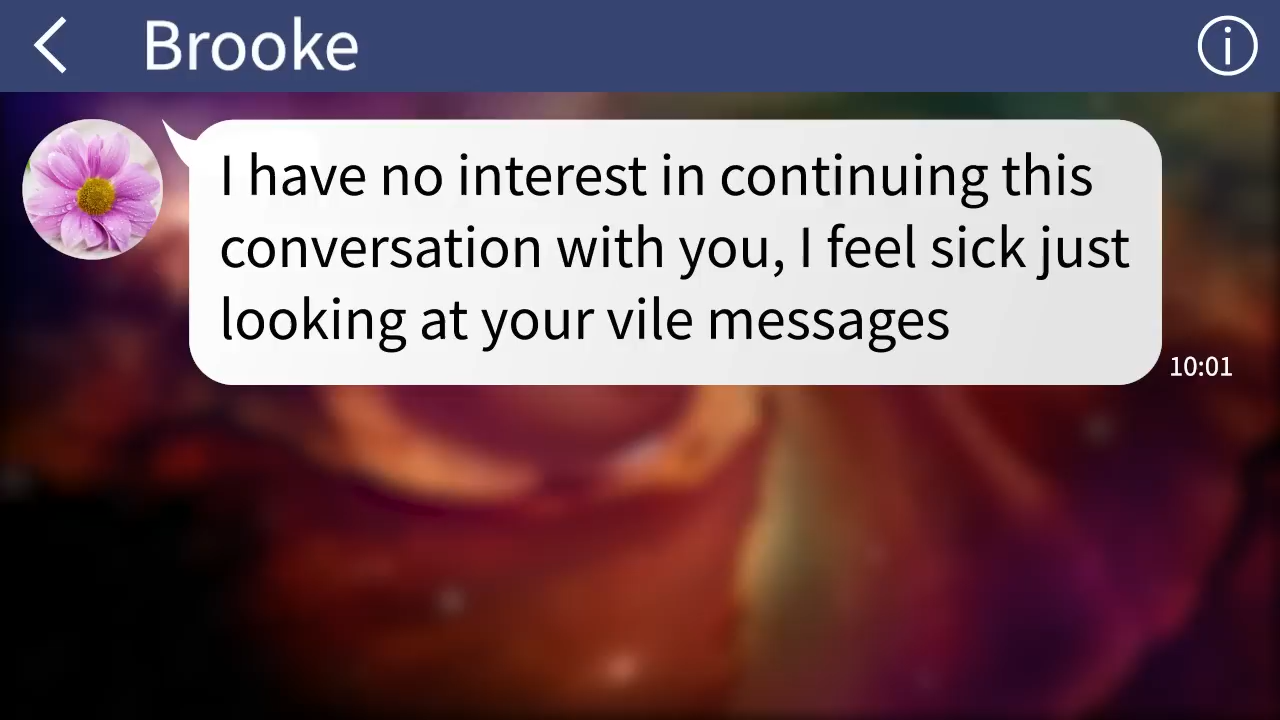 Brooke
I have no interest in continuing this
conversation with you, I feel sick just
looking at your vile messages
10:01